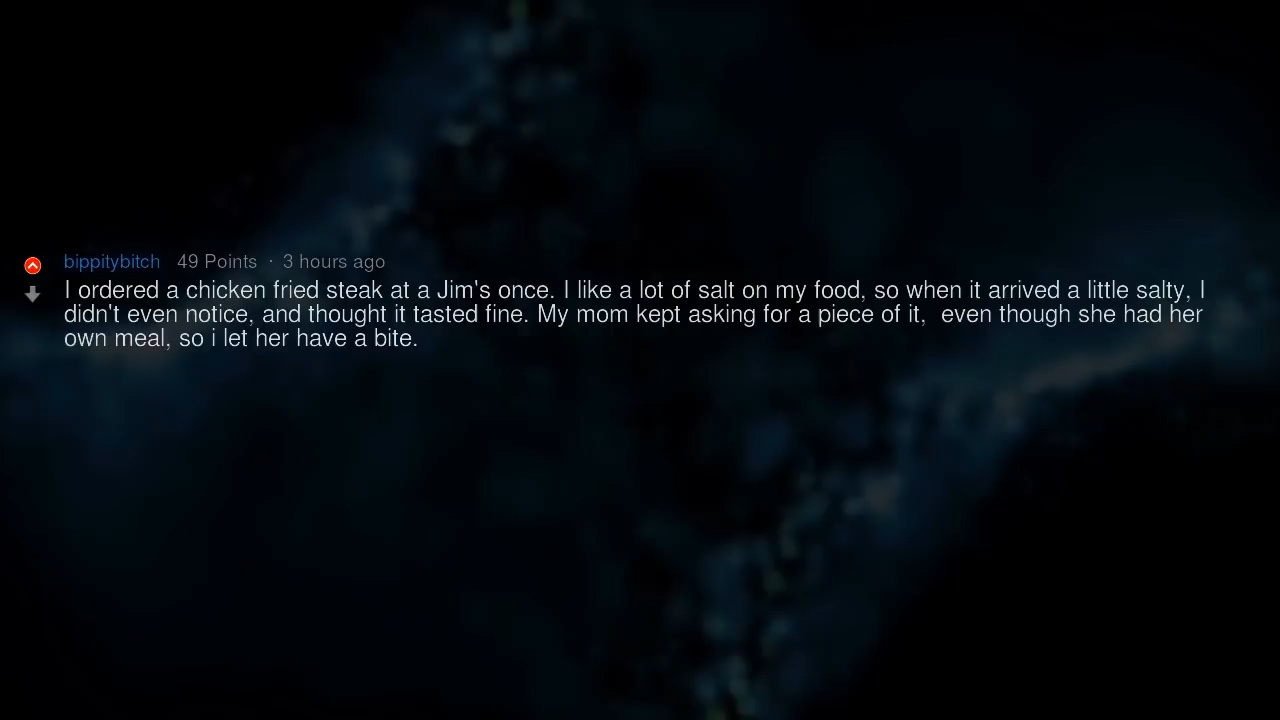 bippitybitch 49 Points · 3 hours ago
I ordered a chicken fried steak at a Jim's once. I like a lot of salt on my food, so when it arrived a little salty, I
didn't even notice, and thought it tasted fine. My mom kept asking for a piece of it,  even though she had her
own meal, so i let her have a bite.